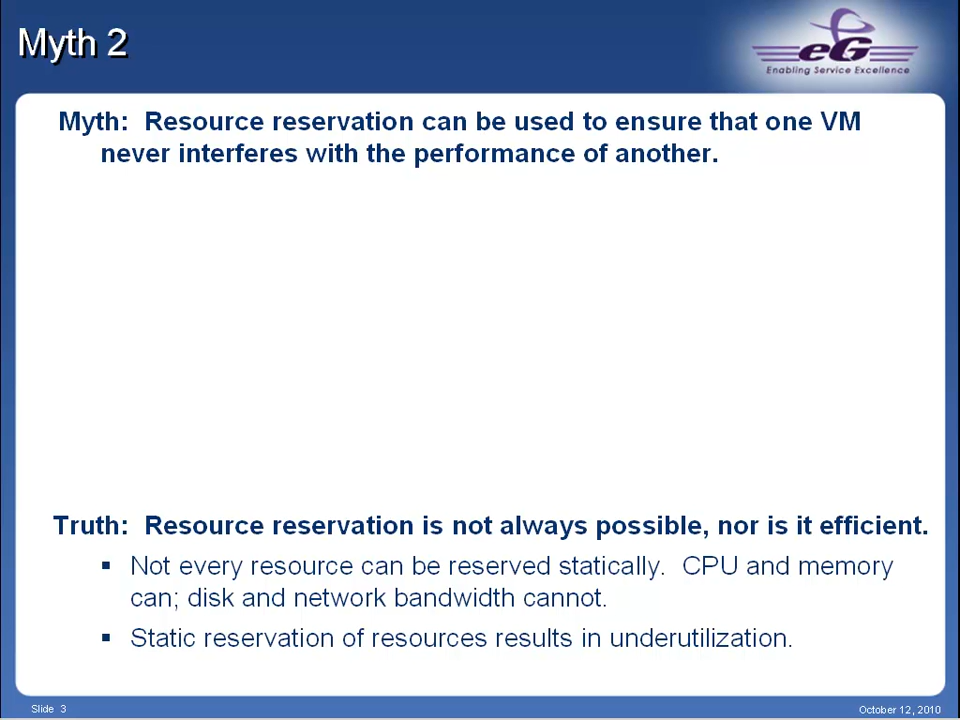 Myth 2
eG
Enabling Service Excellence
Myth:  Resource reservation can be used to ensure that one VM
never interferes with the performance of another.
Truth:  Resource reservation is not always possible, nor is it efficient.
▪ Not every resource can be reserved statically.  CPU and memory
can; disk and network bandwidth cannot.
▪ Static reservation of resources results in underutilization.
Slide  3
October 12, 2010